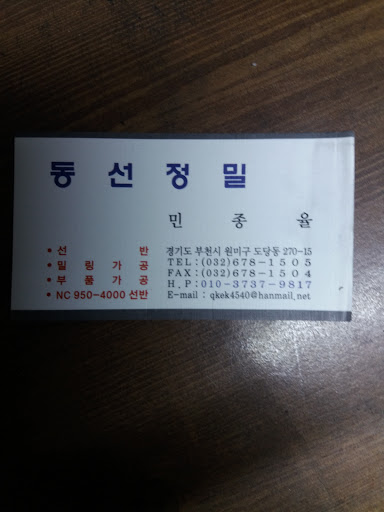 동선정밀
민종율
• 선반
• 밀링가공
• 부품가공
• NC 950-4000 선반
경기도 부천시 원미구 도당동 270-15
TEL:(032)678-1505
FAX:(032)678-1504
H.P:010-3737-9817
E-mail : qkek4540@hanmail.net